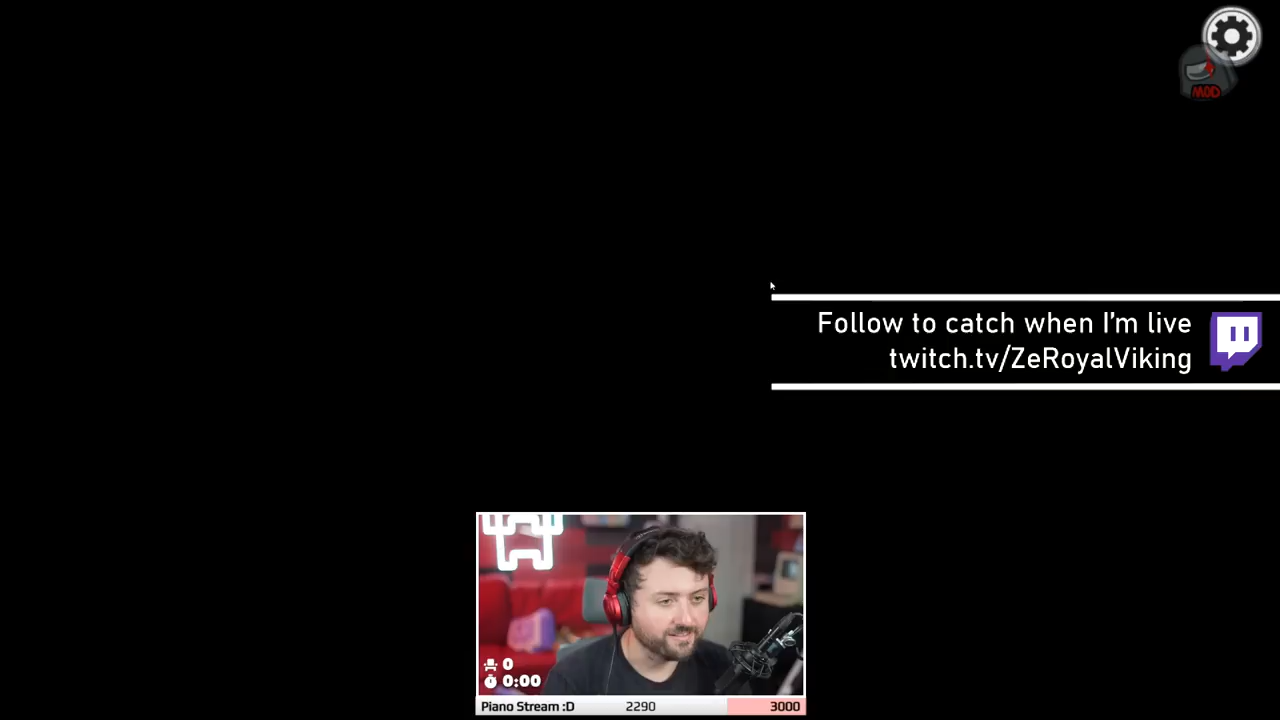 MOD
Follow to catch when I'm live
twitch.tv/ZeRoyalViking
0
0:00
Piano Stream :D 2290 3000